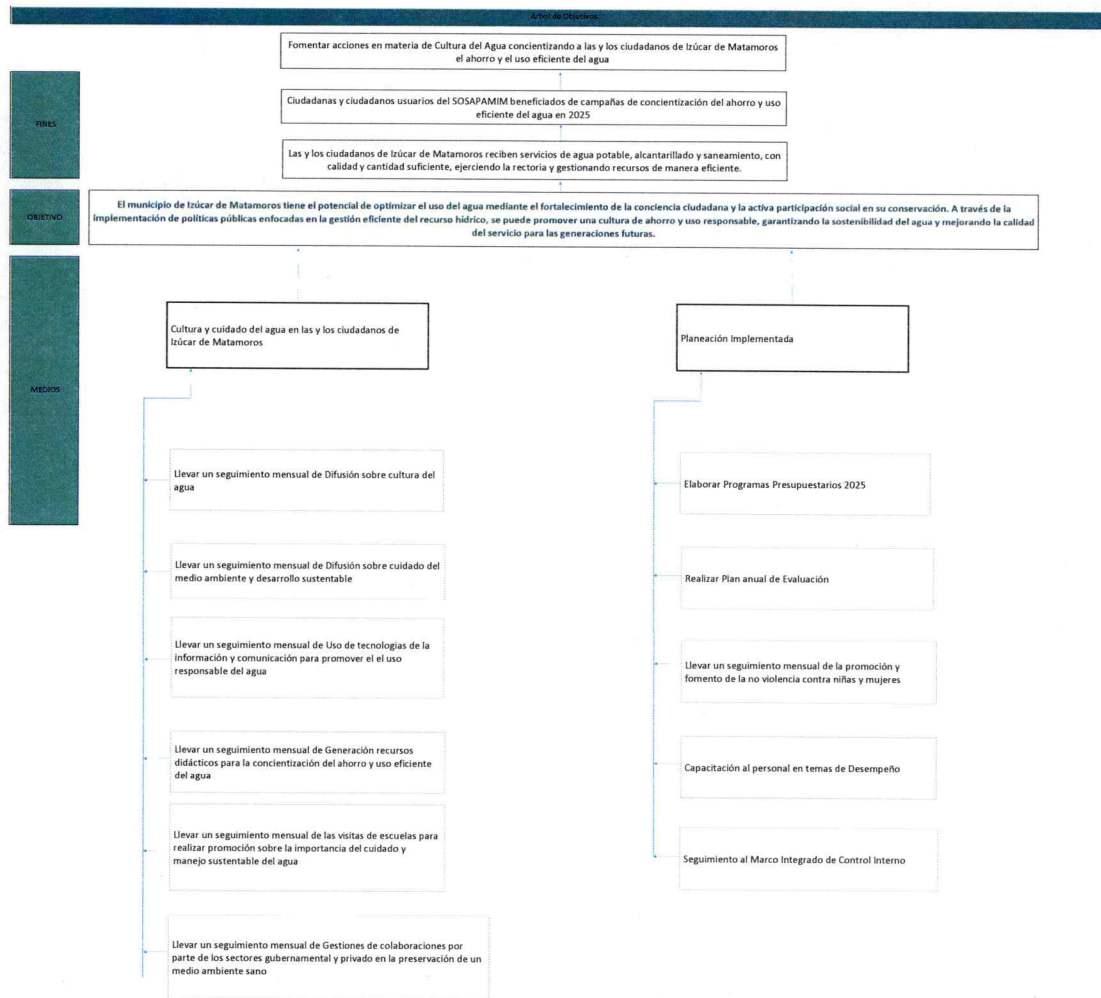 Arbol de Objetivos
Fomentar acciones en materia de Cultura del Agua concientizando a las y los ciudadanos de Izúcar de Matamoros
el ahorro y el uso eficiente del agua
FINES
Ciudadanas y ciudadanos usuarios del SOSAPAMIM beneficiados de campañas de concientización del ahorro y uso
eficiente del agua en 2025
Las y los ciudadanos de Izúcar de Matamoros reciben servicios de agua potable, alcantarillado y saneamiento, con
calidad y cantidad suficiente, ejerciendo la rectoria y gestionando recursos de manera eficiente.
OBJETIVO
El municipio de Izúcar de Matamoros tiene el potencial de optimizar el uso del agua mediante el fortalecimiento de la conciencia ciudadana y la activa participación social en su conservación. A través de la
implementación de políticas públicas enfocadas en la gestión eficiente del recurso hídrico, se puede promover una cultura de ahorro y uso responsable, garantizando la sostenibilidad del agua y mejorando la calidad
del servicio para las generaciones futuras.
MEDIOS
Cultura y cuidado del agua en las y los ciudadanos de
Izúcar de Matamoros
Llevar un seguimiento mensual de Difusión sobre cultura del
agua
Llevar un seguimiento mensual de Difusión sobre cuidado del
medio ambiente y desarrollo sustentable
Llevar un seguimiento mensual de Uso de tecnologias de la
información y comunicación para promover el el uso
responsable del agua
Llevar un seguimiento mensual de Generación recursos
didácticos para la concientización del ahorro y uso eficiente
del agua
Llevar un seguimiento mensual de las visitas de escuelas para
realizar promoción sobre la importancia del cuidado y
manejo sustentable del agua
Llevar un seguimiento mensual de Gestiones de colaboraciones por
parte de los sectores gubernamental y privado en la preservación de un
medio ambiente sano
Planeación Implementada
Elaborar Programas Presupuestarios 2025
Realizar Plan anual de Evaluación
Llevar un seguimiento mensual de la promoción y
fomento de la no violencia contra niñas y mujeres
Capacitación al personal en temas de Desempeño
Seguimiento al Marco Integrado de Control Interno